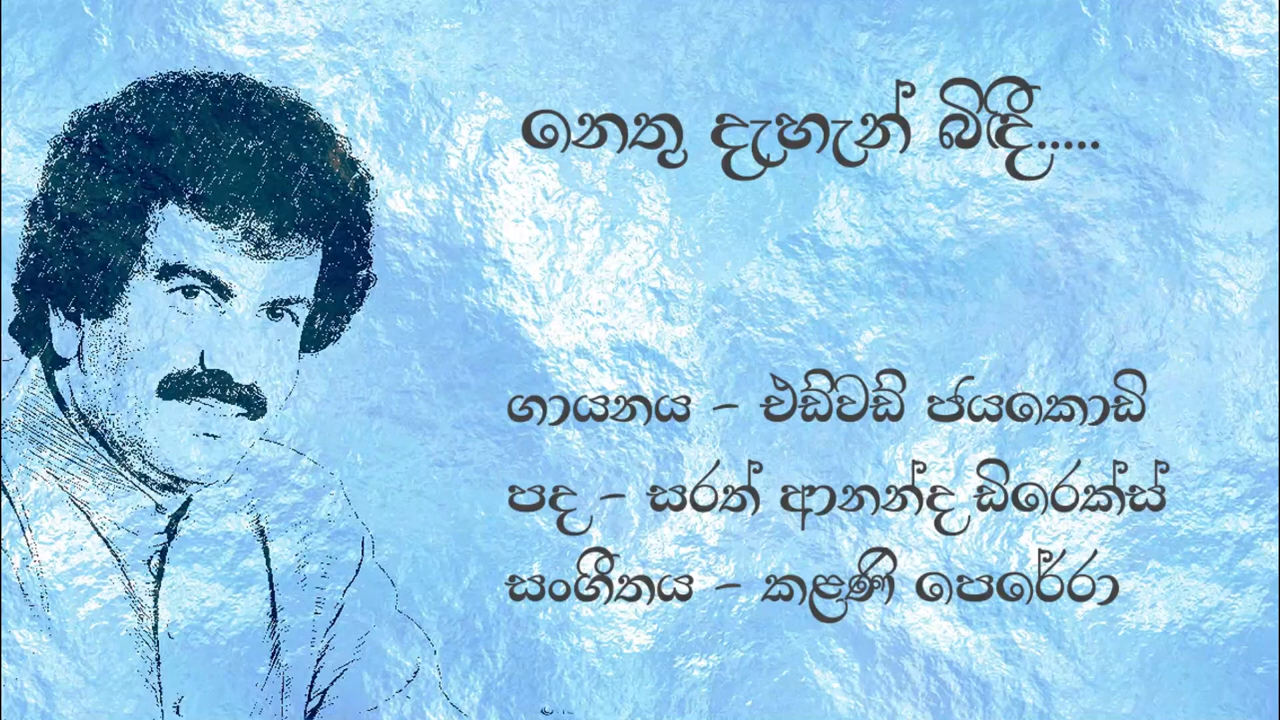 නෙතු දැහැන් බිඳී.....
ගායනය - එඩ්වඩ් ජයකොඩි
පද - සරත් ආනන්ද ඩිරෙක්ස්
සංගීතය - කළණි පෙරේරා